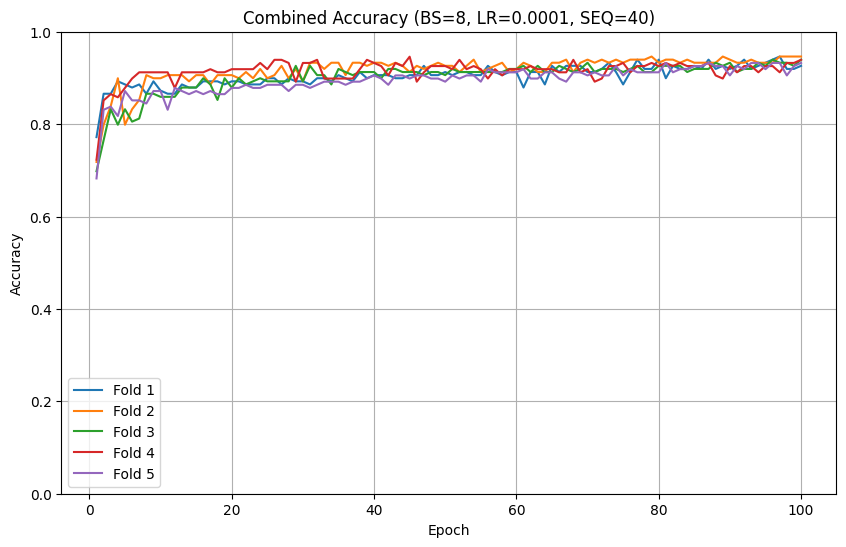 Combined Accuracy (BS=8, LR=0.0001, SEQ=40)
1.0
0.8
0.6
0.4
0.2
0.0
Accuracy
Fold 1
Fold 2
Fold 3
Fold 4
Fold 5
0 20 40 60 80 100
Epoch